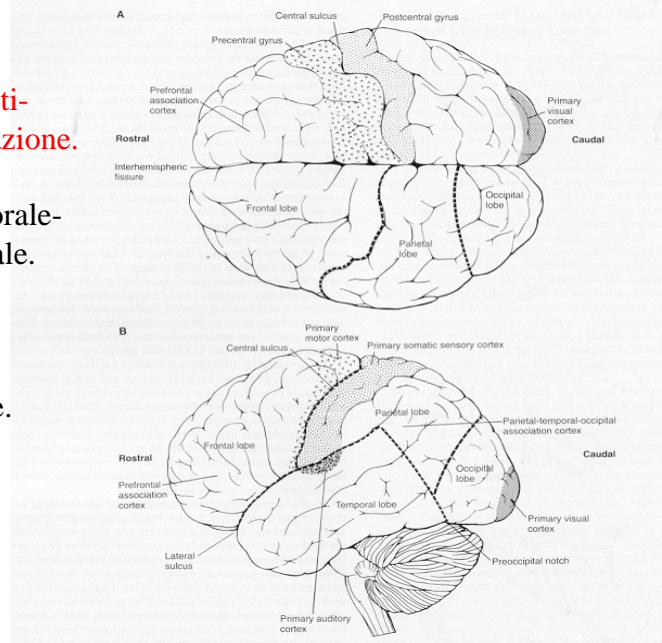 ti-
azione.
orale-
ale.
e.
A
Central sulcus
Postcentral gyrus
Precentral gyrus
Prefrontal
association
cortex
Primary
visual
cortex
Rostral
Caudal
Interhemispheric
fissure
Frontal lobe
Occipital
lobe
Parietal
lobe
B
Primary
motor cortex
Central sulcus
Primary somatic sensory cortex
Parietal lobe
Parietal-temporal-occipital
association cortex
Frontal lobe
Rostral
Caudal
Occipital
lobe
Prefrontal
association
cortex
Temporal lobe
Primary visual
cortex
Lateral
sulcus
Preoccipital notch
Primary auditory
cortex